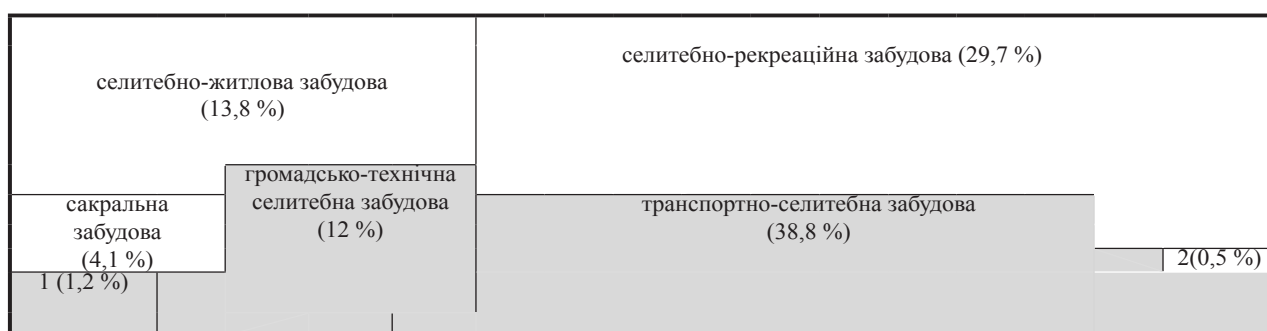 селитебно-житлова забудова
(13,8 %)
селитебно-рекреаційна забудова (29,7 %)
сакральна
забудова
(4,1 %)
громадсько-технічна
селитебна забудова
(12 %)
транспортно-селитебна забудова
(38,8 %)
1 (1,2 %)
2(0,5 %)